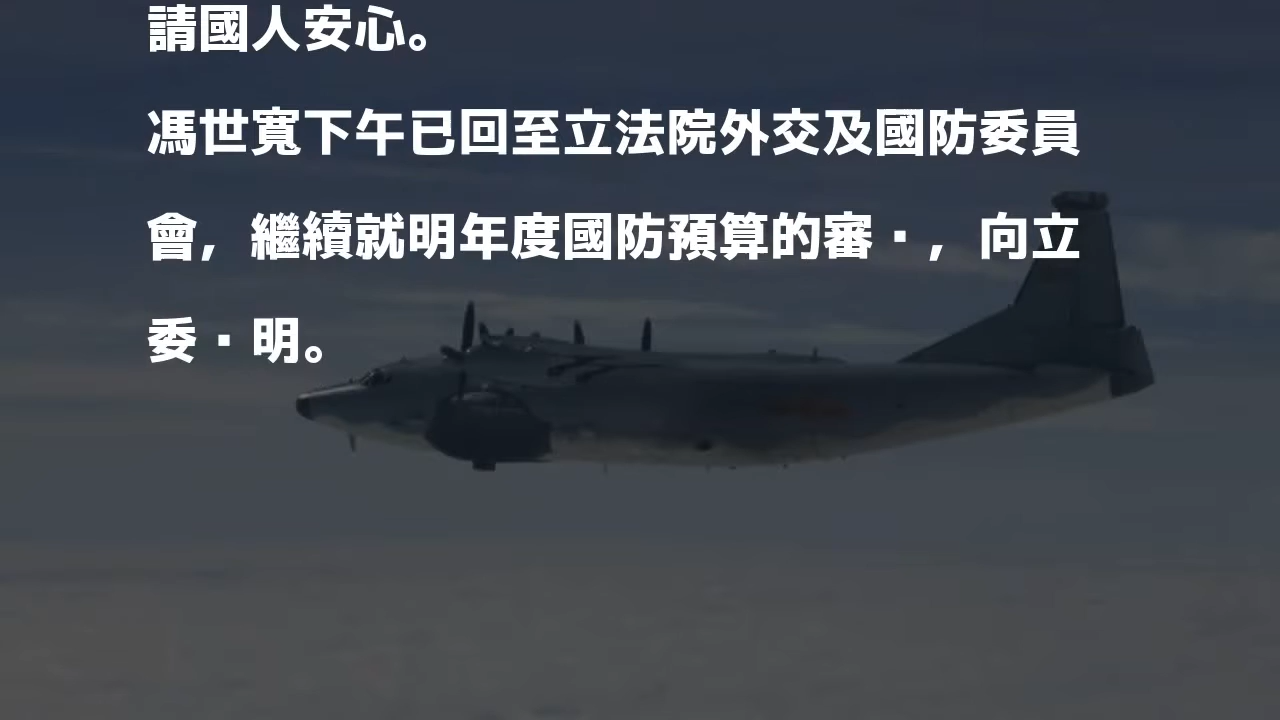 請國人安心。
馮世寬下午已回至立法院外交及國防委員
會，繼續就明年度國防預算的審▪，向立
委▪明。